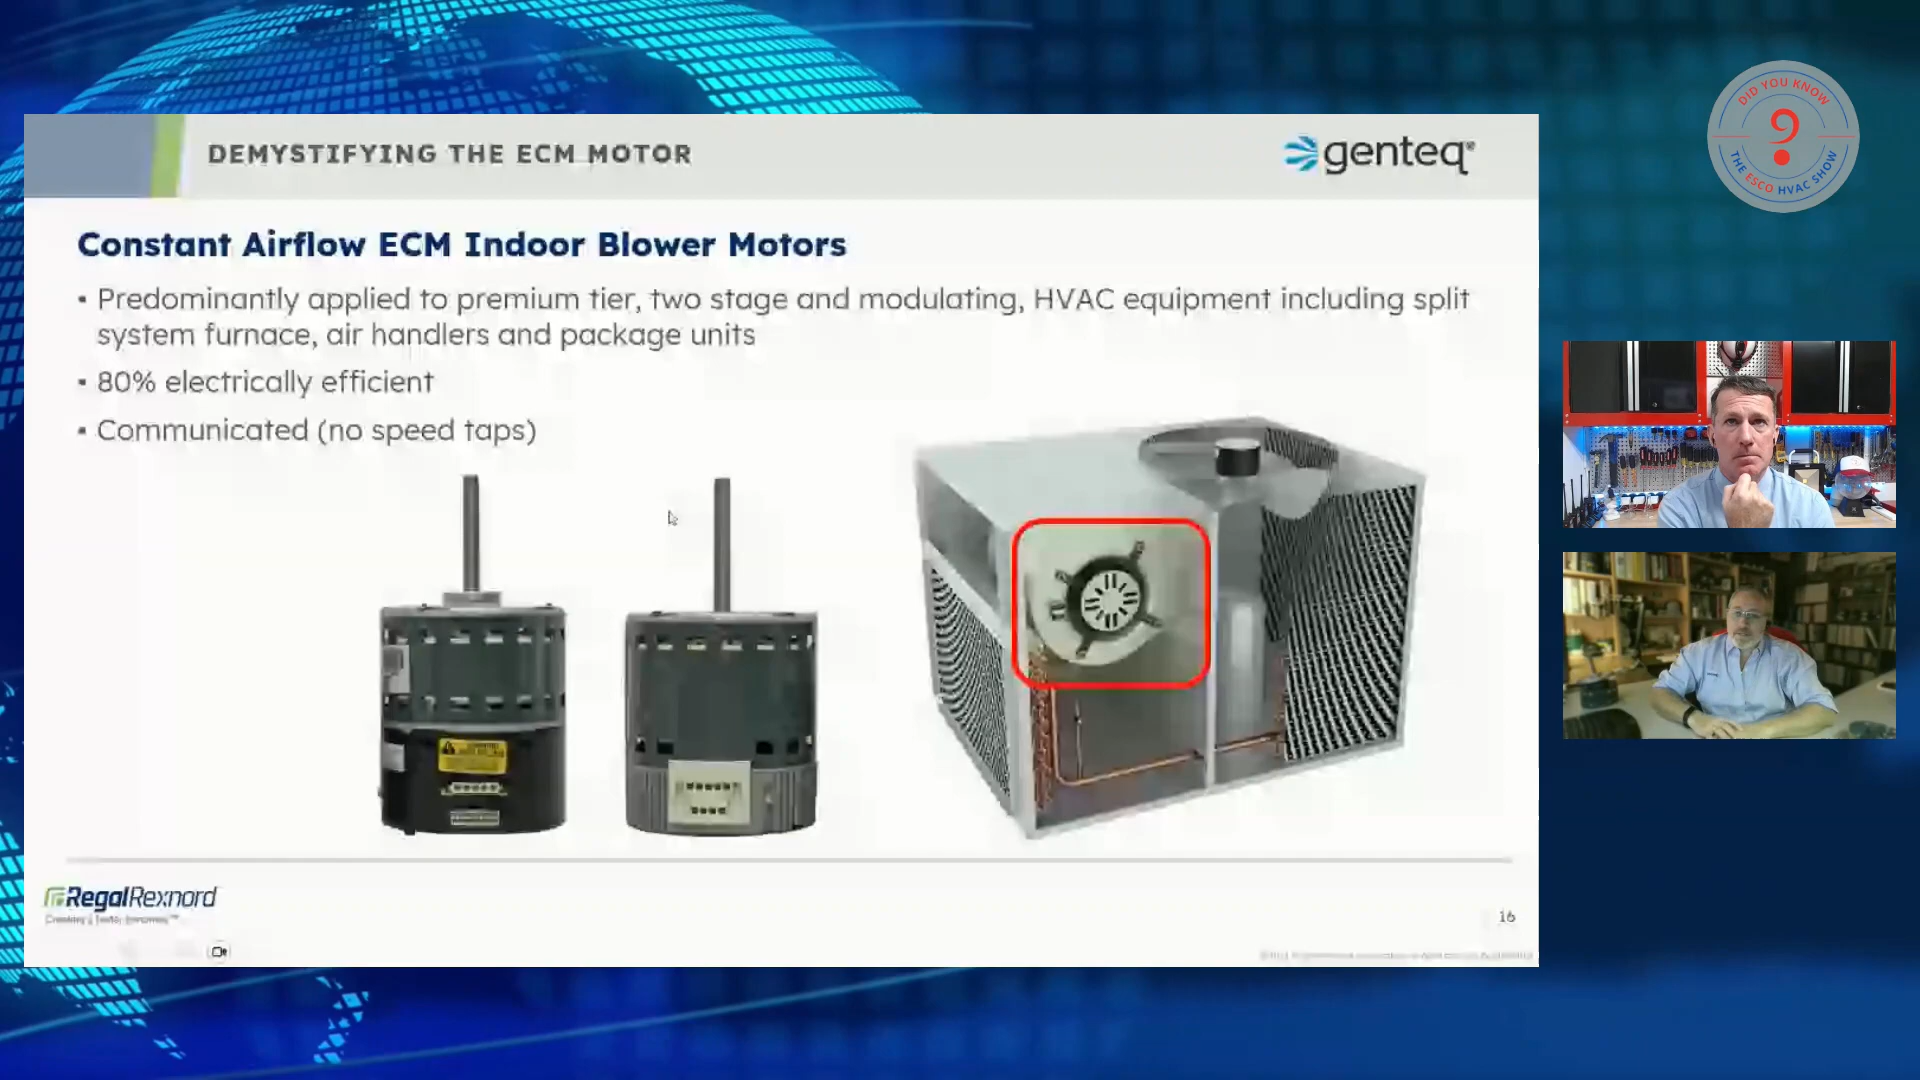 DEMYSTIFYING THE ECM MOTOR
genteq®
DID YOU KNOW
?
THE ESCO HVAC SHOW
Constant Airflow ECM Indoor Blower Motors
• Predominantly applied to premium tier, two stage and modulating, HVAC equipment including split
system furnace, air handlers and package units
• 80% electrically efficient
• Communicated (no speed taps)
RegalRexnord
16